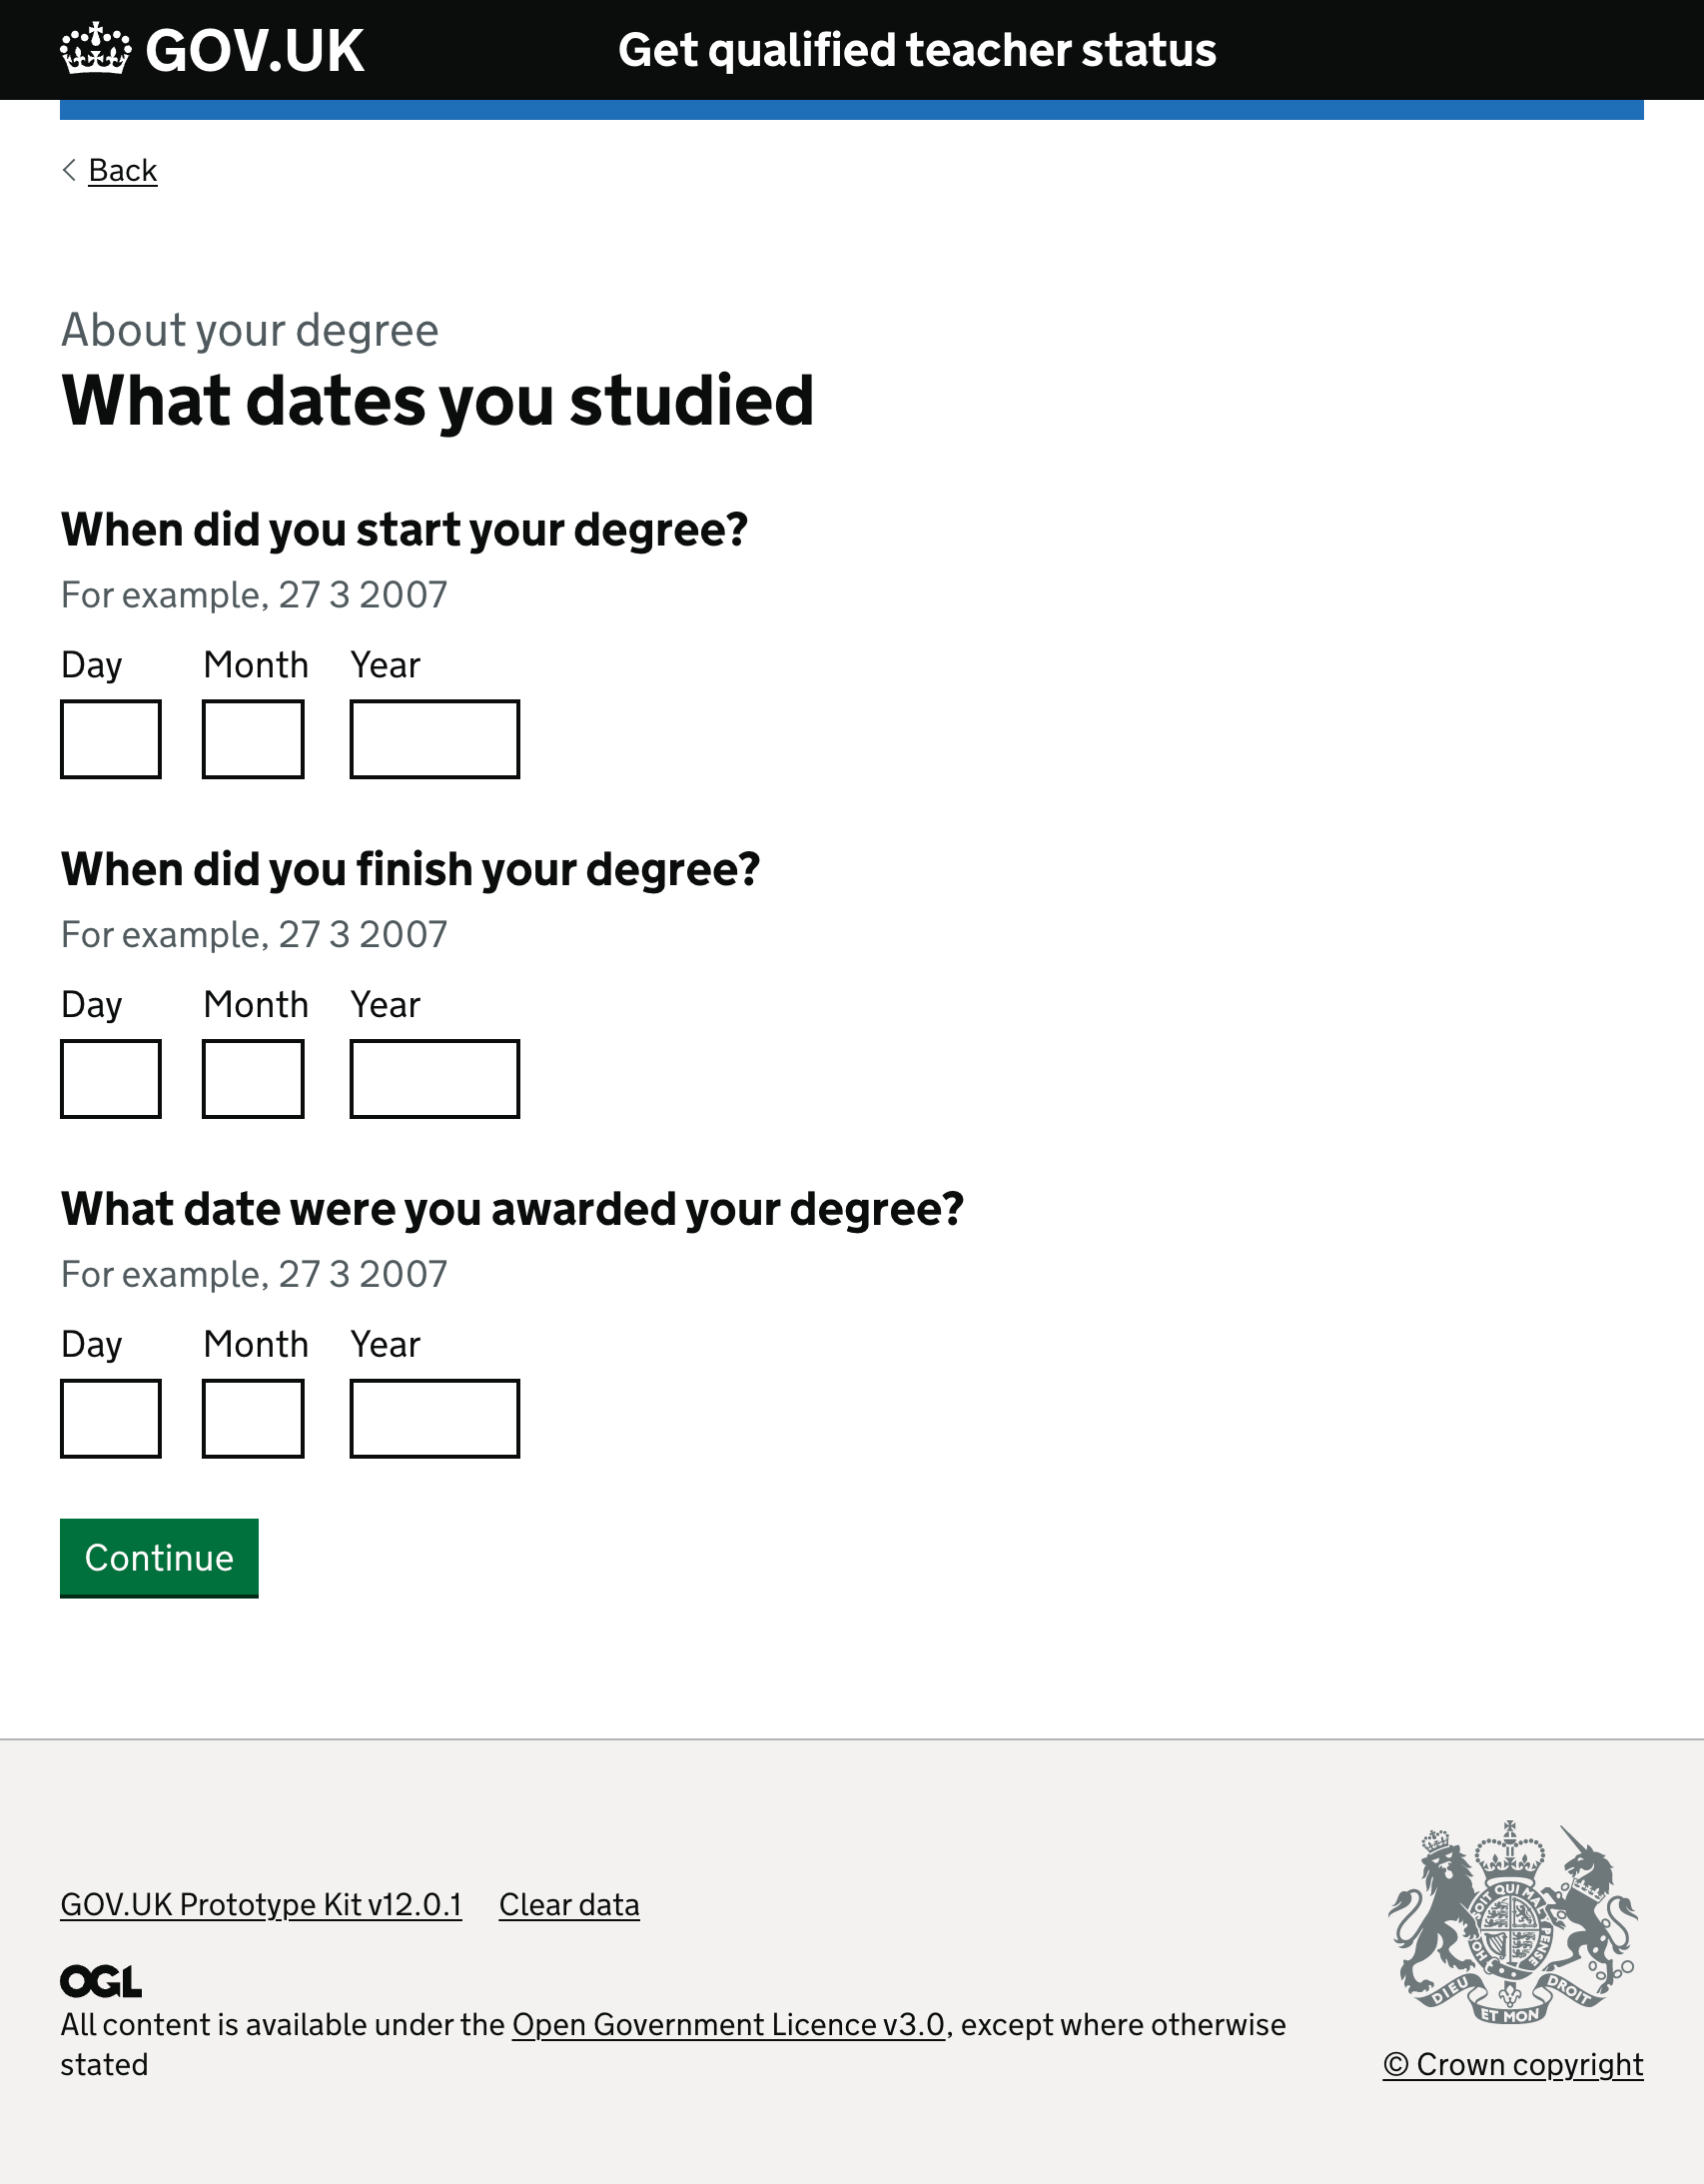 GOV.UK
Get qualified teacher status
Back
About your degree
What dates you studied
When did you start your degree?
For example, 27 3 2007
Day Month Year
When did you finish your degree?
For example, 27 3 2007
Day Month Year
What date were you awarded your degree?
For example, 27 3 2007
Day Month Year
Continue
GOV.UK Prototype Kit v12.0.1 Clear data
OGL
All content is available under the Open Government Licence v3.0, except where otherwise
stated
SOIT QUI MAL
PENSE
DIEU
ET MON
DROIT
© Crown copyright